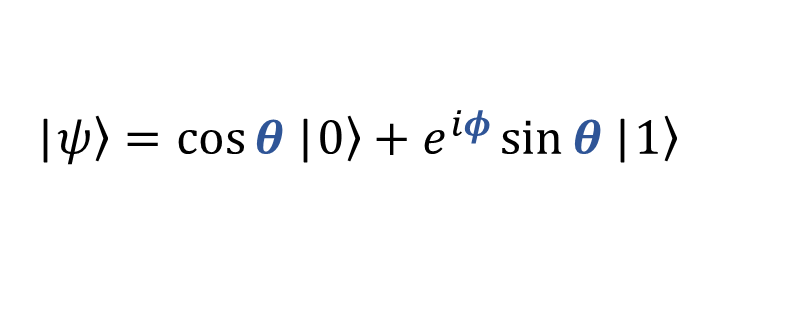 |ψ⟩ = cos θ |0⟩ + e^{iϕ} sin θ |1⟩